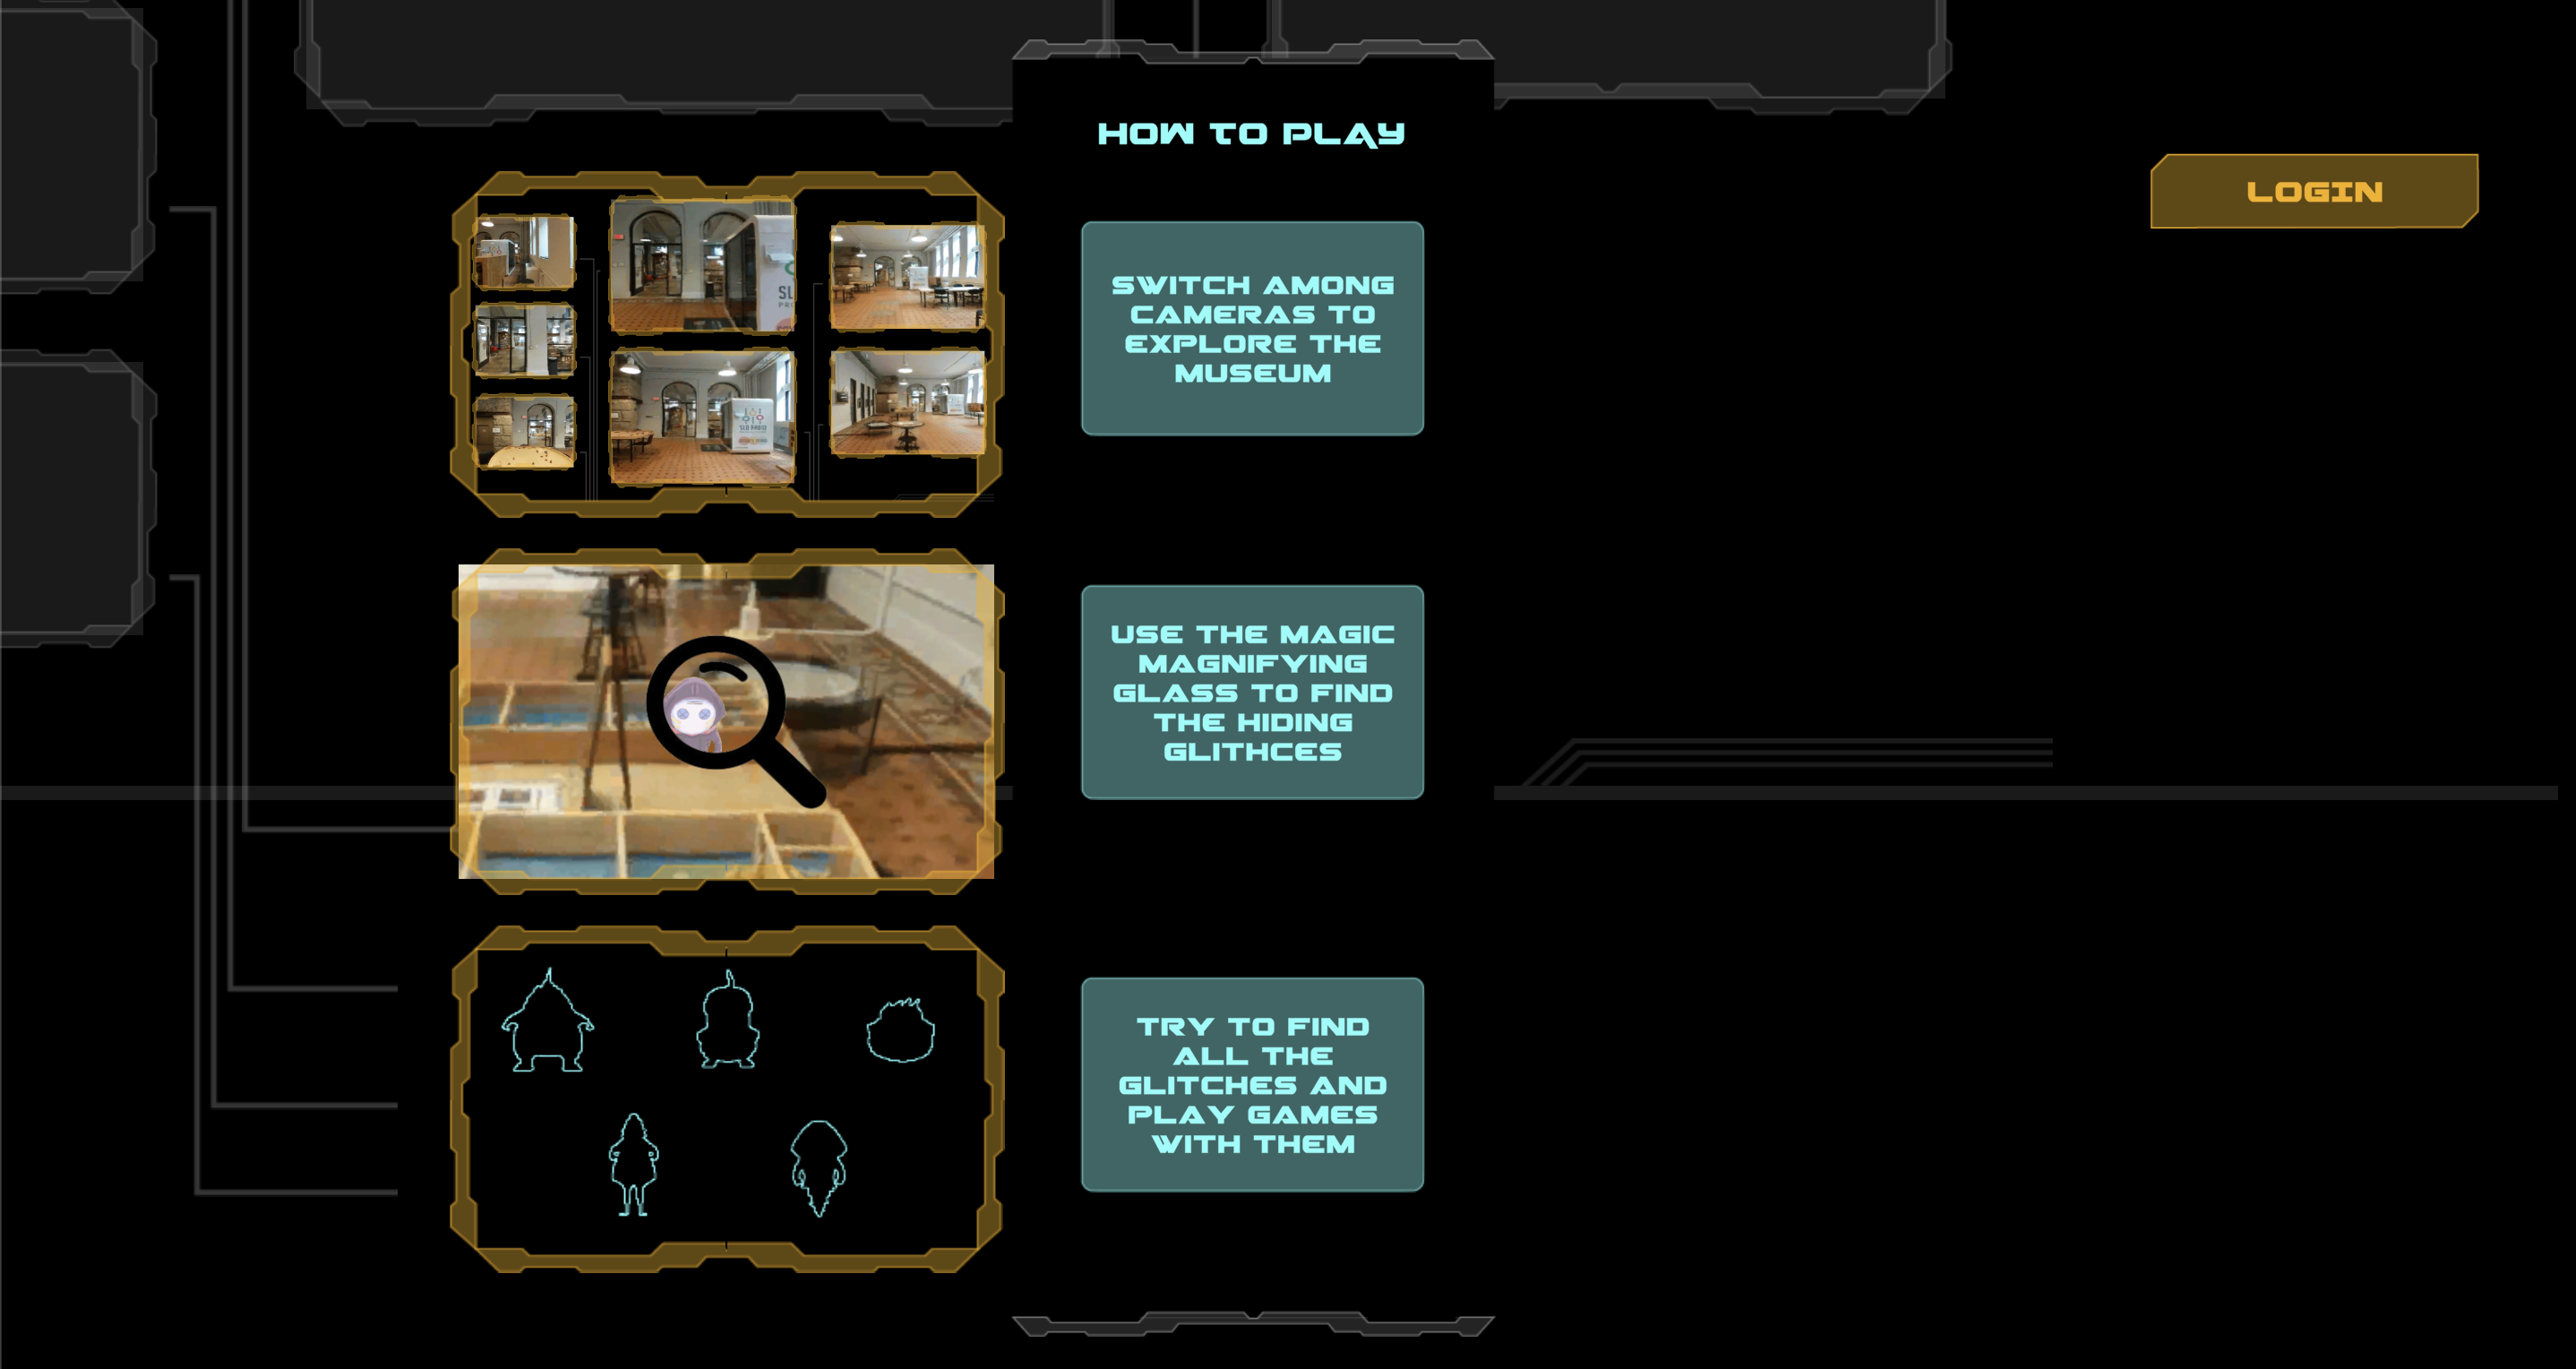 HOW TO PLAY
LOGIN
SWITCH AMONG
CAMERAS TO
EXPLORE THE
MUSEUM
USE THE MAGIC
MAGNIFYING
GLASS TO FIND
THE HIDING
GLITHCES
TRY TO FIND
ALL THE
GLITCHES AND
PLAY GAMES
WITH THEM